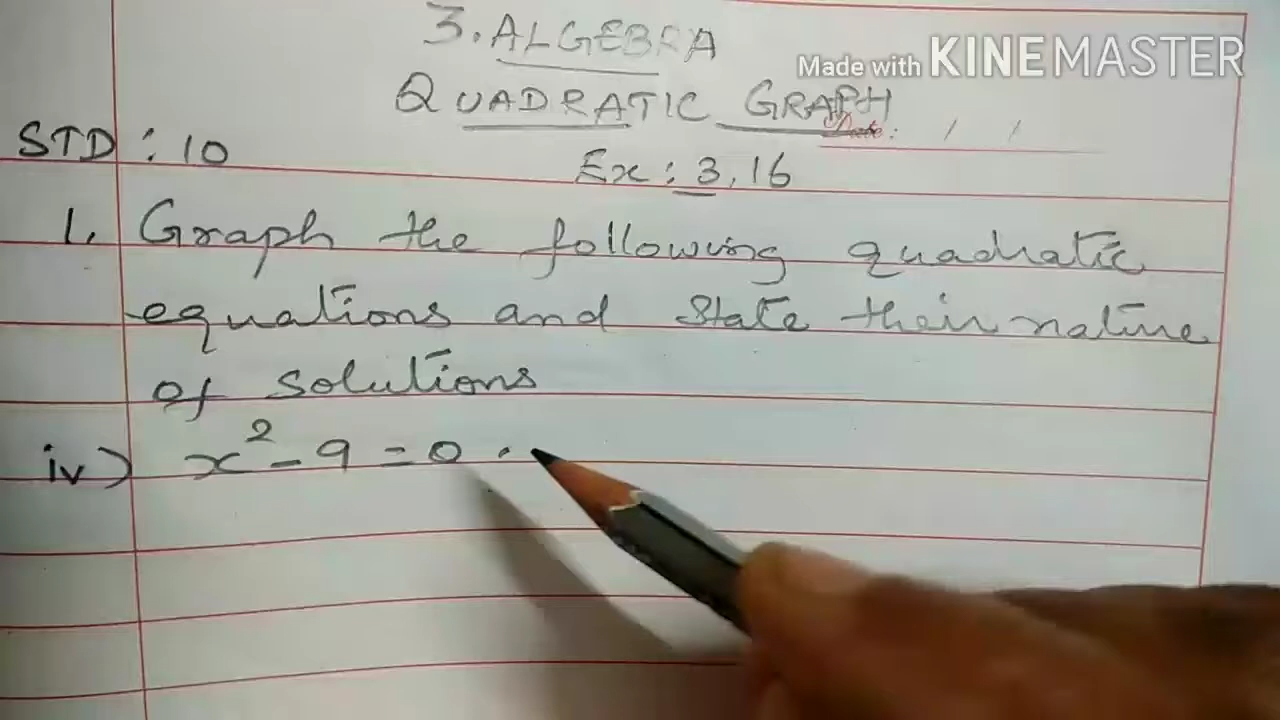 3. ALGEBRA
Made with KINEMASTER
QUADRATIC GRAPH
Date: / /
STD : 10
Ex : 3.16
1. Graph the following quadratic
equations and state their nature
of solutions
iv) x² - 9 = 0.